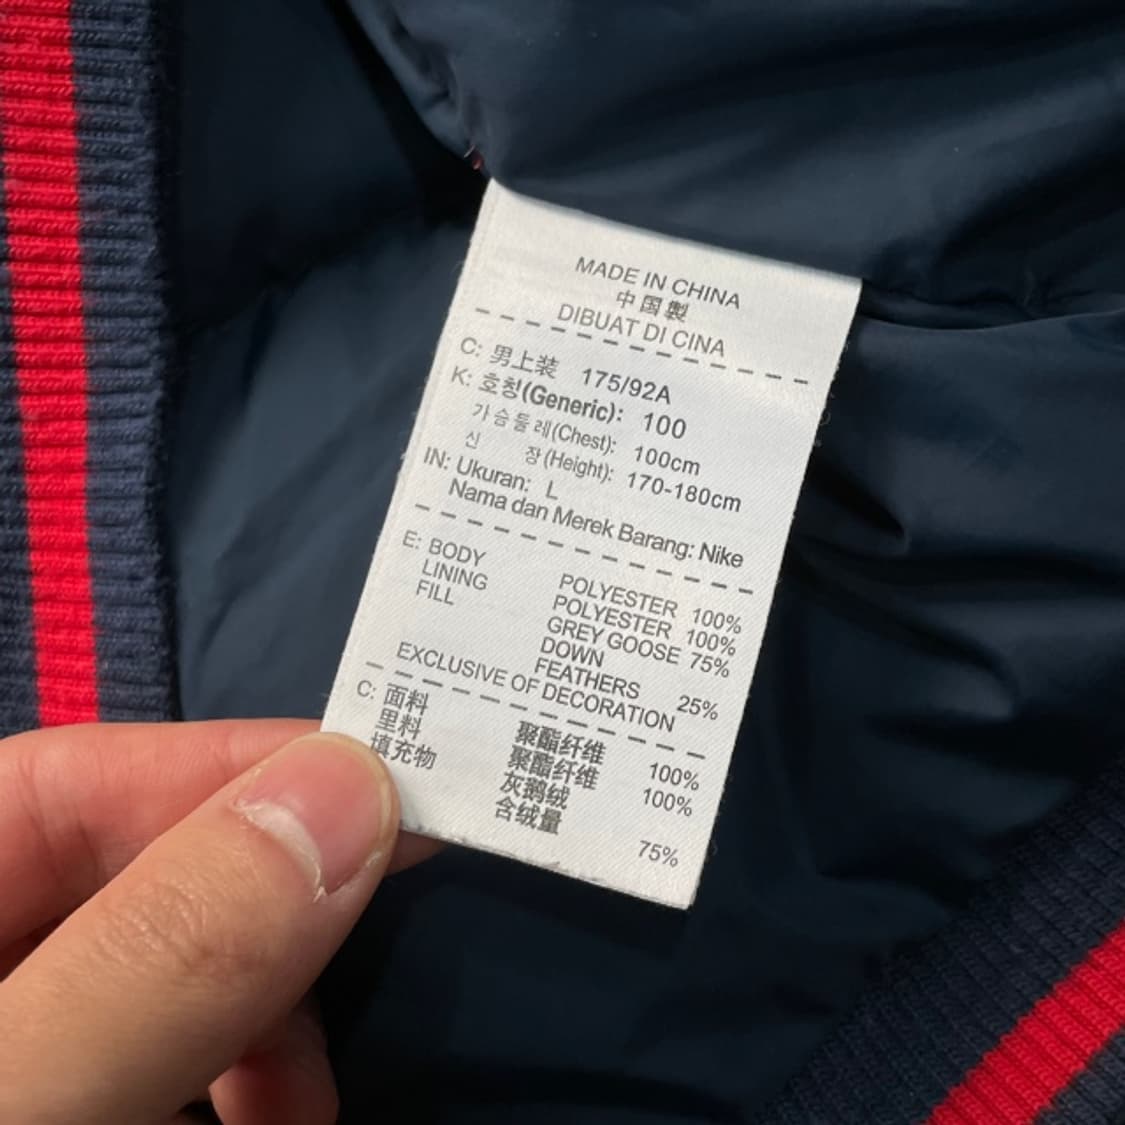 MADE IN CHINA
中国製
DIBUAT DI CINA
C: 男上装 175/92A
K: 호칭(Generic): 100
가슴둘레(Chest): 100cm
신 장(Height): 170-180cm
IN: Ukuran: L
Nama dan Merek Barang: Nike
E: BODY POLYESTER 100%
LINING POLYESTER 100%
FILL GREY GOOSE 75%
DOWN
FEATHERS 25%
EXCLUSIVE OF DECORATION
C: 面料 聚酯纤维 100%
里料 聚酯纤维 100%
填充物 灰鹅绒
含绒量 75%